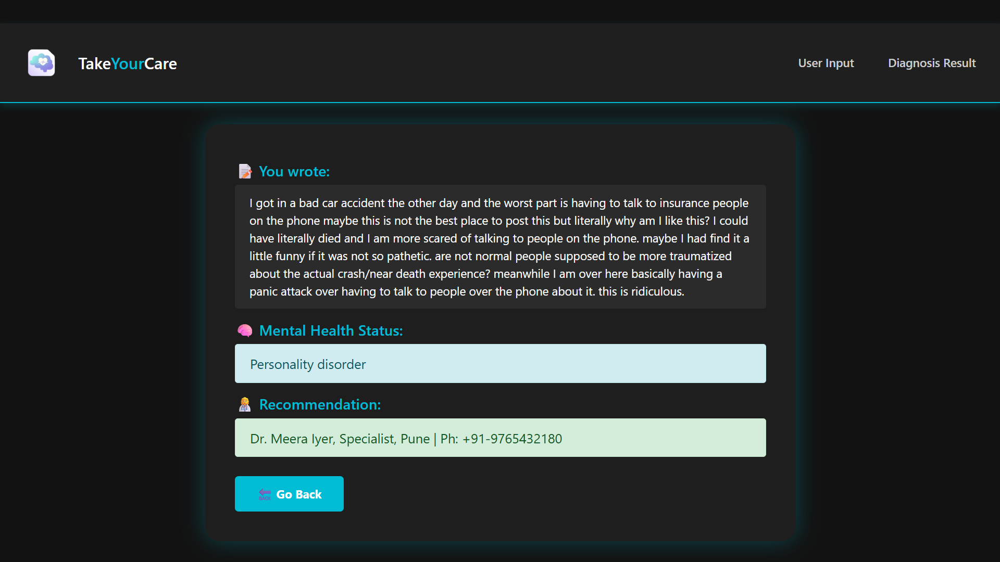 TakeYourCare
User Input
Diagnosis Result
You wrote:
I got in a bad car accident the other day and the worst part is having to talk to insurance people
on the phone maybe this is not the best place to post this but literally why am I like this? I could
have literally died and I am more scared of talking to people on the phone. maybe I had find it a
little funny if it was not so pathetic. are not normal people supposed to be more traumatized
about the actual crash/near death experience? meanwhile I am over here basically having a
panic attack over having to talk to people over the phone about it. this is ridiculous.
Mental Health Status:
Personality disorder
Recommendation:
Dr. Meera Iyer, Specialist, Pune | Ph: +91-9765432180
BACK Go Back